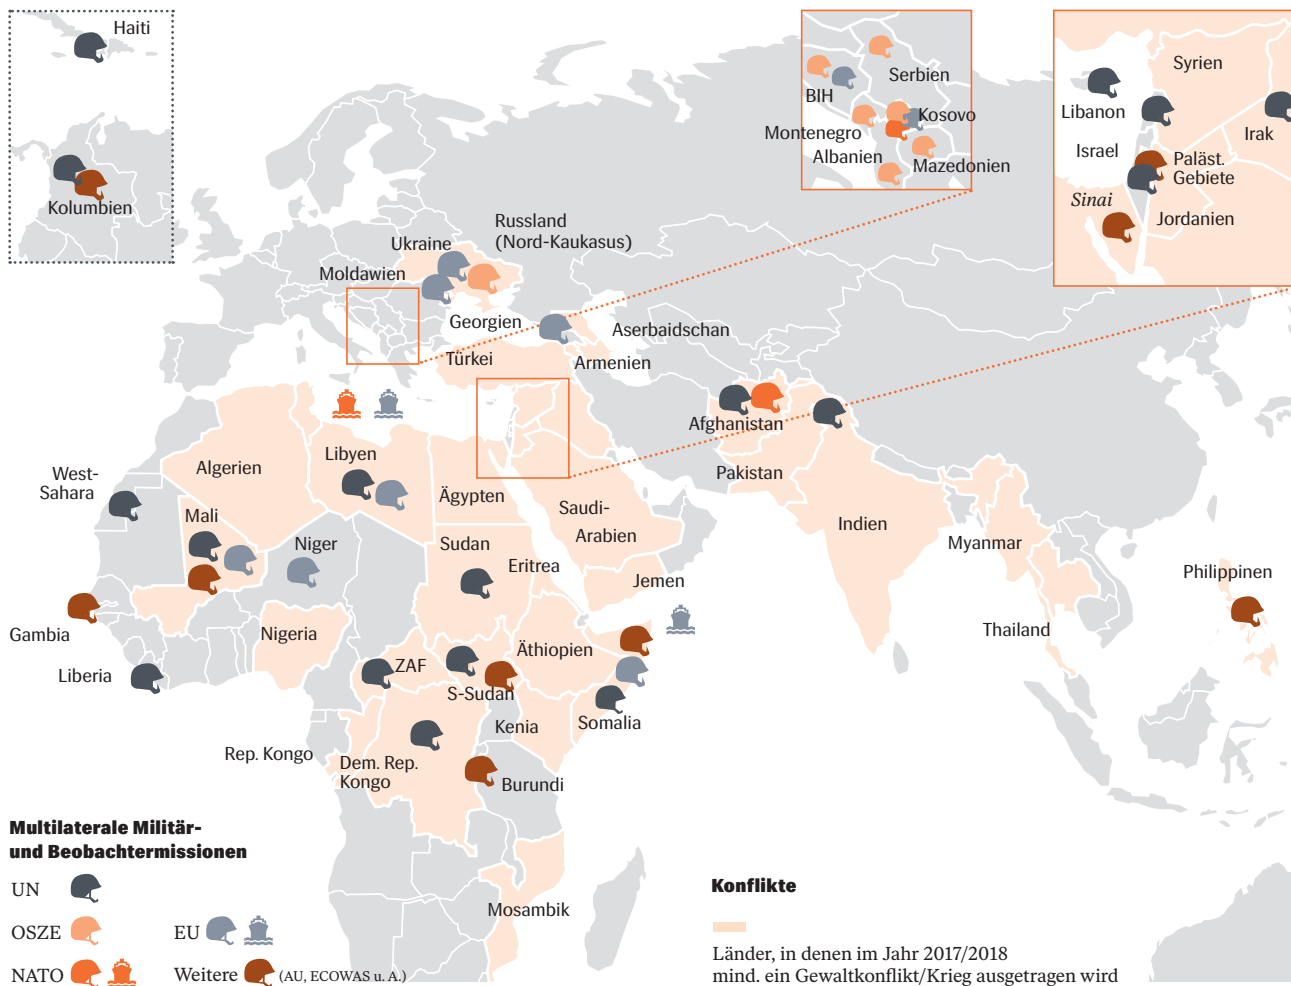 Haiti
Kolumbien
BIH
Serbien
Kosovo
Montenegro
Albanien
Mazedonien
Syrien
Libanon
Irak
Israel
Paläst.
Gebiete
Sinai
Jordanien
Russland
(Nord-Kaukasus)
Ukraine
Moldawien
Georgien
Aserbaidschan
Türkei
Armenien
Afghanistan
Pakistan
Algerien
Libyen
Ägypten
West-
Sahara
Saudi-
Arabien
Indien
Mali
Niger
Sudan
Eritrea
Myanmar
Jemen
Philippinen
Gambia
Nigeria
Thailand
Liberia
ZAF
Äthiopien
S-Sudan
Kenia
Somalia
Rep. Kongo
Dem. Rep.
Kongo
Burundi
Mosambik
Multilaterale Militär-
und Beobachtermissionen
UN
OSZE
EU
NATO
Weitere (AU, ECOWAS u. A.)
Konflikte
Länder, in denen im Jahr 2017/2018
mind. ein Gewaltkonflikt/Krieg ausgetragen wird